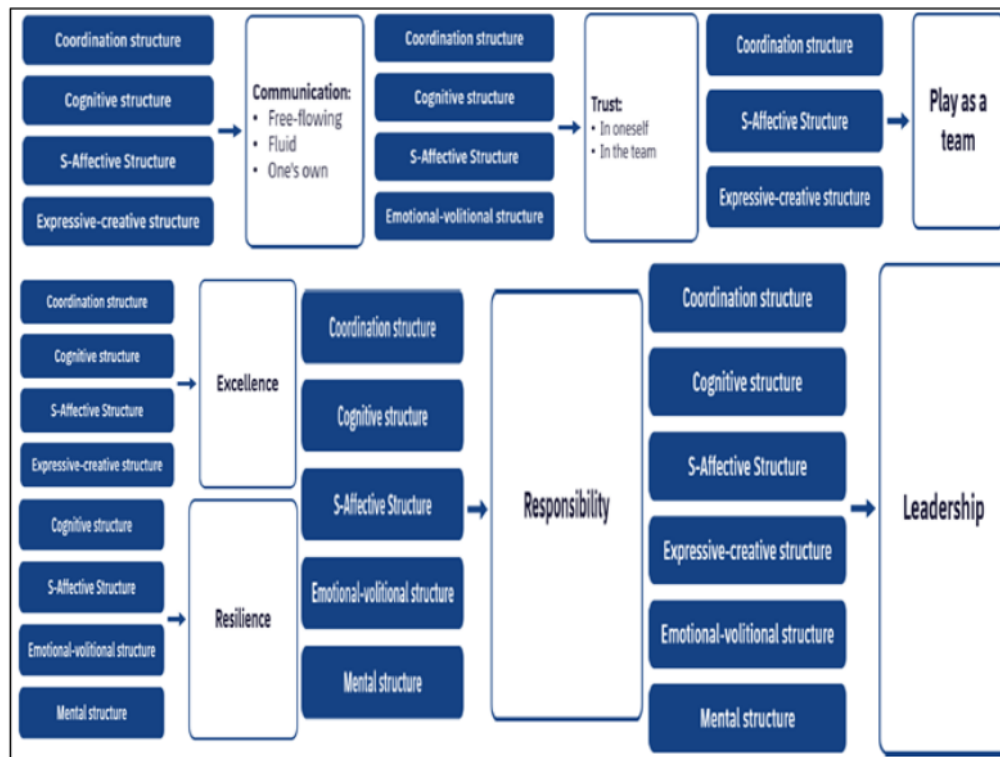 Coordination structure
Cognitive structure
S-Affective Structure
Expressive-creative structure
Communication:
• Free-flowing
• Fluid
• One's own
Coordination structure
Cognitive structure
S-Affective Structure
Emotional-volitional structure
Trust:
• In oneself
• In the team
Coordination structure
S-Affective Structure
Expressive-creative structure
Play as a
team
Coordination structure
Cognitive structure
S-Affective Structure
Expressive-creative structure
Excellence
Cognitive structure
S-Affective Structure
Emotional-volitional structure
Mental structure
Resilience
Coordination structure
Cognitive structure
S-Affective Structure
Emotional-volitional structure
Mental structure
Responsibility
Coordination structure
Cognitive structure
S-Affective Structure
Expressive-creative structure
Emotional-volitional structure
Mental structure
Leadership